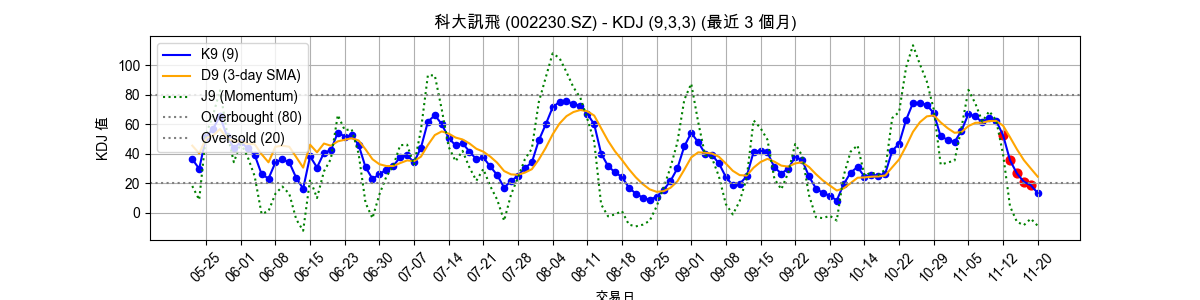 科大訊飛 (002230.SZ) - KDJ (9,3,3) (最近 3 個月)
KDJ 值
100
80
60
40
20
0
K9 (9)
D9 (3-day SMA)
J9 (Momentum)
Overbought (80)
Oversold (20)
05-25 06-01 06-08 06-15 06-23 06-30 07-07 07-14 07-21 07-28 08-04 08-11 08-18 08-25 09-01 09-08 09-15 09-22 09-30 10-14 10-22 10-29 11-05 11-12 11-20
交易日